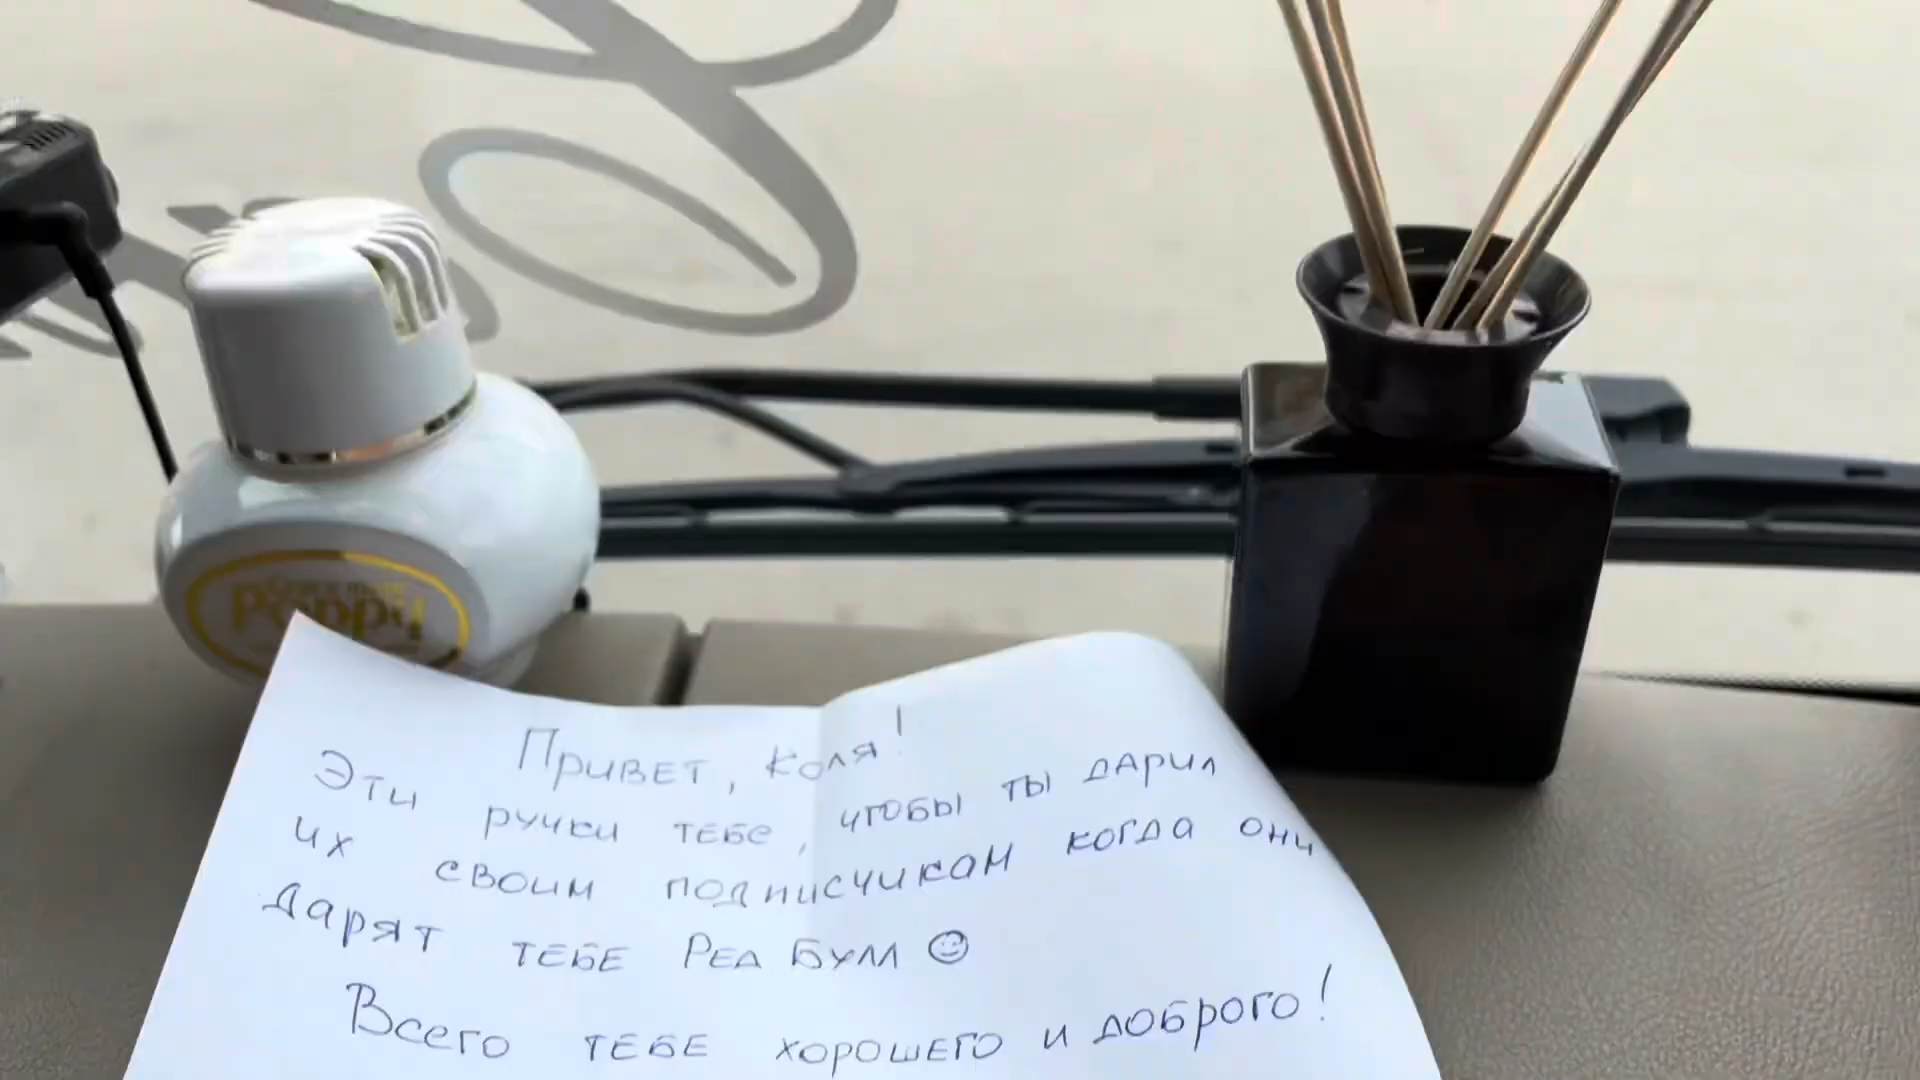 Poppy
Привет, Коля!
Эти ручки тебе, чтобы ты дарил
их своим подписчикам когда они
дарят тебе Ред Булл ☺
Всего тебе хорошего и доброго!